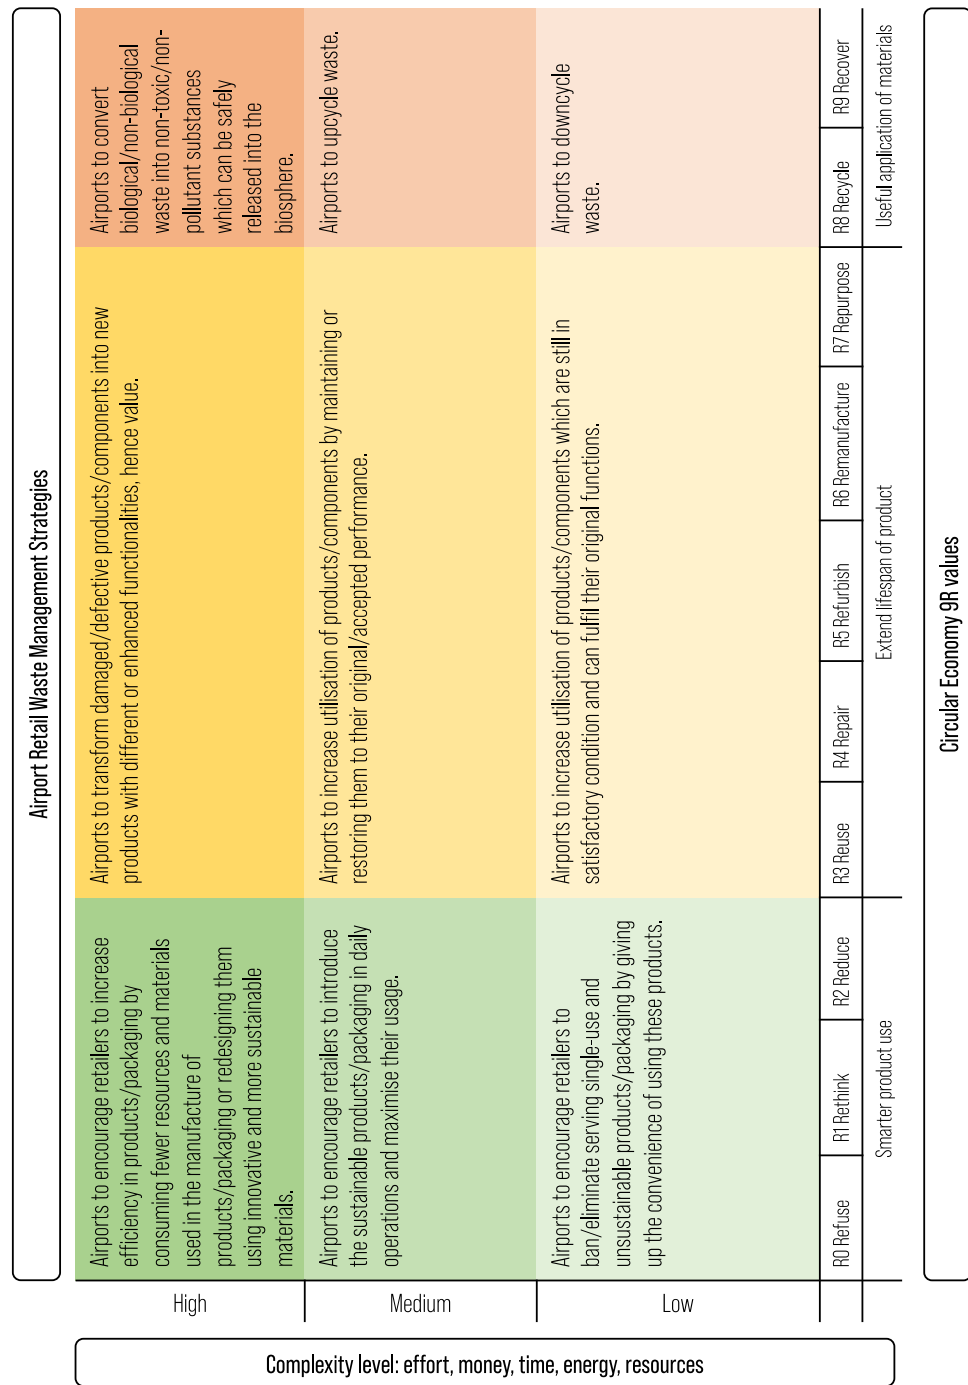 Airport Retail Waste Management Strategies
Complexity level: effort, money, time, energy, resources
High
Airports to encourage retailers to increase
efficiency in products/packaging by
consuming fewer resources and materials
used in the manufacture of
products/packaging or redesigning them
using innovative and more sustainable
materials.
Airports to transform damaged/defective products/components into new
products with different or enhanced functionalities, hence value.
Airports to convert
biological/non-biological
waste into non-toxic/non-
pollutant substances
which can be safely
released into the
biosphere.
Medium
Airports to encourage retailers to introduce
the sustainable products/packaging in daily
operations and maximise their usage.
Airports to increase utilisation of products/components by maintaining or
restoring them to their original/accepted performance.
Airports to upcycle waste.
Low
Airports to encourage retailers to
ban/eliminate serving single-use and
unsustainable products/packaging by giving
up the convenience of using these products.
Airports to increase utilisation of products/components which are still in
satisfactory condition and can fulfil their original functions.
Airports to downcycle
waste.
R0 Refuse
R1 Rethink
R2 Reduce
R3 Reuse
R4 Repair
R5 Refurbish
R6 Remanufacture
R7 Repurpose
R8 Recycle
R9 Recover
Smarter product use
Extend lifespan of product
Useful application of materials
Circular Economy 9R values